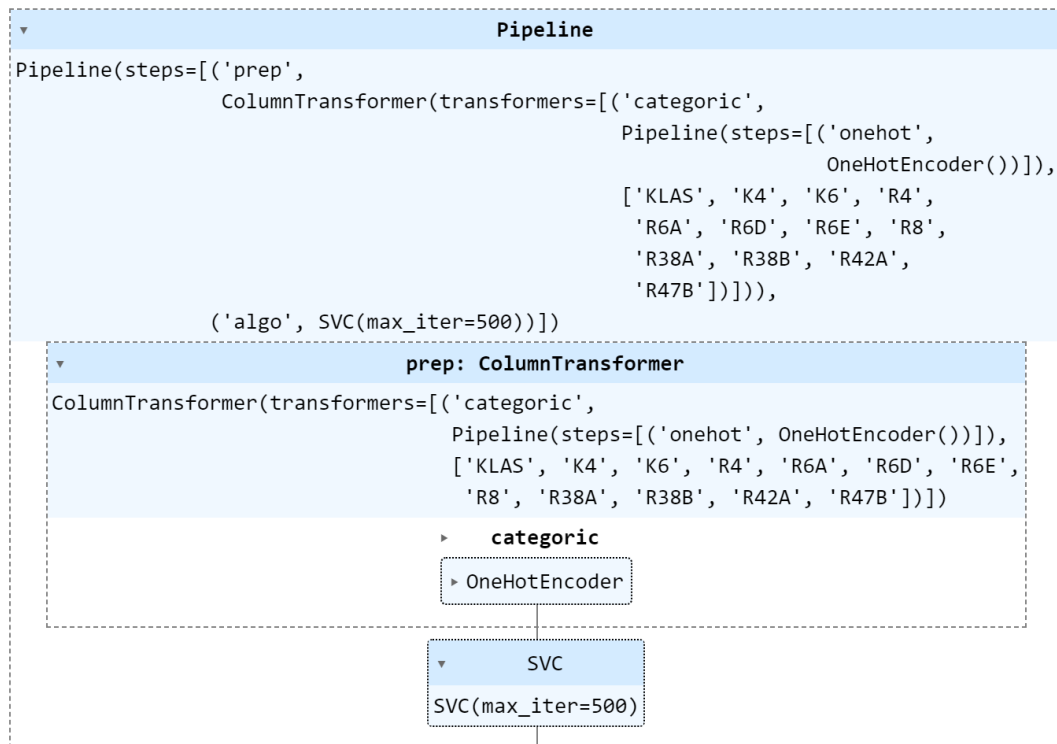 Pipeline
Pipeline(steps=[('prep',
ColumnTransformer(transformers=[('categoric',
Pipeline(steps=[('onehot',
OneHotEncoder())]),
['KLAS', 'K4', 'K6', 'R4',
'R6A', 'R6D', 'R6E', 'R8',
'R38A', 'R38B', 'R42A',
'R47B'])])),
('algo', SVC(max_iter=500))])
prep: ColumnTransformer
ColumnTransformer(transformers=[('categoric',
Pipeline(steps=[('onehot', OneHotEncoder())]),
['KLAS', 'K4', 'K6', 'R4', 'R6A', 'R6D', 'R6E',
'R8', 'R38A', 'R38B', 'R42A', 'R47B'])])
categoric
OneHotEncoder
SVC
SVC(max_iter=500)